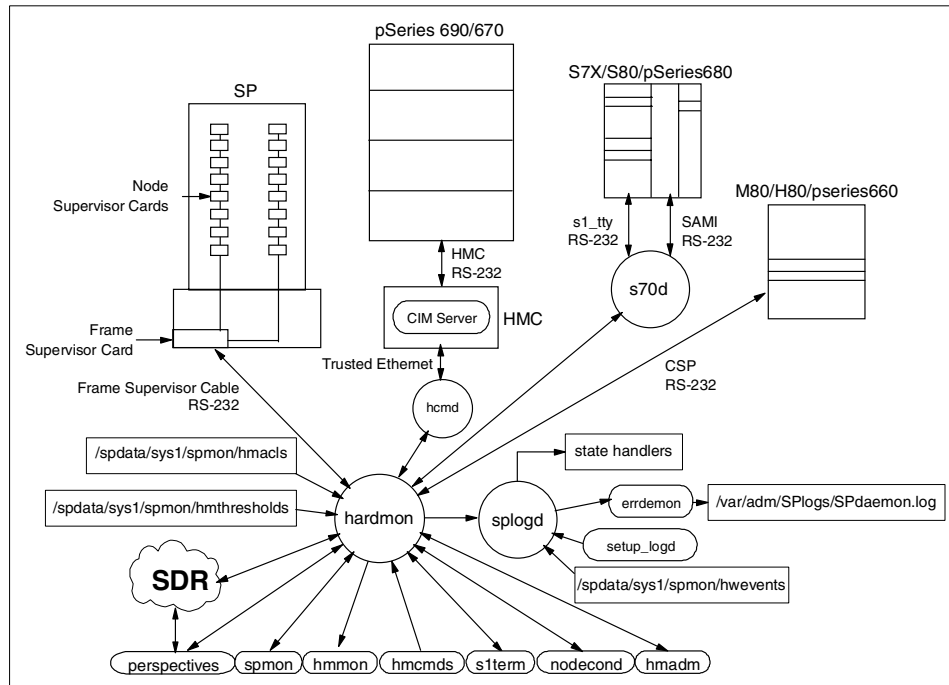 pSeries 690/670
S7X/S80/pSeries680
SP
M80/H80/pseries660
Node
Supervisor Cards
s1_tty
RS-232
SAMI
RS-232
HMC
RS-232
s70d
CIM Server
HMC
Frame
Supervisor Card
Trusted Ethernet
CSP
RS-232
Frame Supervisor Cable
RS-232
hcmd
/spdata/sys1/spmon/hmacls
state handlers
/spdata/sys1/spmon/hmthresholds
hardmon
splogd
errdemon
/var/adm/SPlogs/SPdaemon.log
setup_logd
SDR
/spdata/sys1/spmon/hwevents
perspectives
spmon
hmmon
hmcmds
s1term
nodecond
hmadm